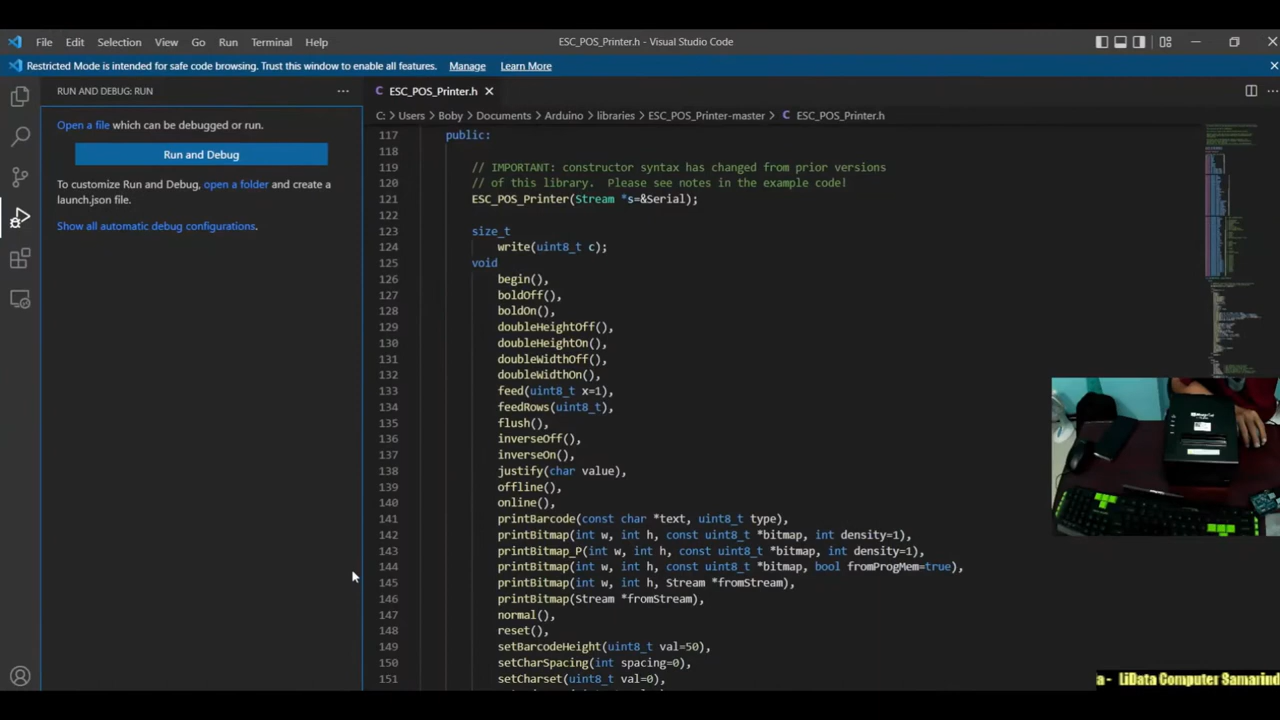 File Edit Selection View Go Run Terminal Help
ESC_POS_Printer.h - Visual Studio Code
Restricted Mode is intended for safe code browsing. Trust this window to enable all features. Manage Learn More
RUN AND DEBUG: RUN
Open a file which can be debugged or run.
Run and Debug
To customize Run and Debug, open a folder and create a
launch.json file.
Show all automatic debug configurations.
ESC_POS_Printer.h
C: > Users > Boby > Documents > Arduino > libraries > ESC_POS_Printer-master > C ESC_POS_Printer.h
117 public:
118
119 // IMPORTANT: constructor syntax has changed from prior versions
120 // of this library.  Please see notes in the example code!
121 ESC_POS_Printer(Stream *s=&Serial);
122
123 size_t
124 write(uint8_t c);
125 void
126 begin(),
127 boldOff(),
128 boldOn(),
129 doubleHeightOff(),
130 doubleHeightOn(),
131 doubleWidthOff(),
132 doubleWidthOn(),
133 feed(uint8_t x=1),
134 feedRows(uint8_t),
135 flush(),
136 inverseOff(),
137 inverseOn(),
138 justify(char value),
139 offline(),
140 online(),
141 printBarcode(const char *text, uint8_t type),
142 printBitmap(int w, int h, const uint8_t *bitmap, int density=1),
143 printBitmap_P(int w, int h, const uint8_t *bitmap, int density=1),
144 printBitmap(int w, int h, const uint8_t *bitmap, bool fromProgMem=true),
145 printBitmap(int w, int h, Stream *fromStream),
146 printBitmap(Stream *fromStream),
147 normal(),
148 reset(),
149 setBarcodeHeight(uint8_t val=50),
150 setCharSpacing(int spacing=0),
151 setCharset(uint8_t val=0),
a - LiData Computer Samarind